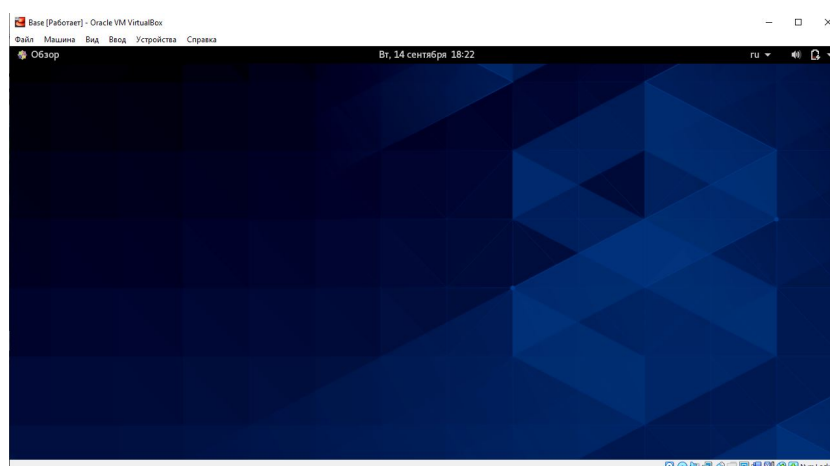 Base [Работает] - Oracle VM VirtualBox
Файл Машина Вид Ввод Устройства Справка
Обзор Вт, 14 сентября 18:22 ru